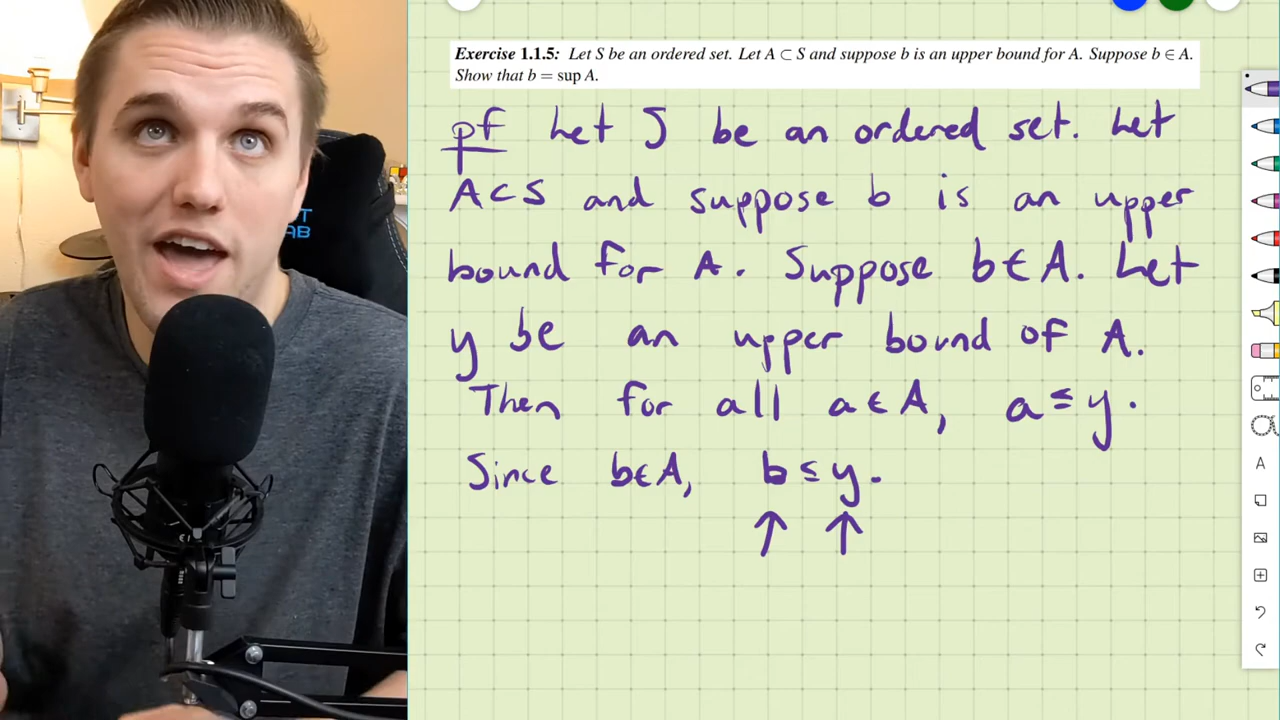 Exercise 1.1.5: Let S be an ordered set. Let A ⊂ S and suppose b is an upper bound for A. Suppose b ∈ A.
Show that b = sup A.
pf Let S be an ordered set. Let
A⊂S and suppose b is an upper
bound for A. Suppose b∈A. Let
y be an upper bound of A.
Then for all a∈A, a≤y.
Since b∈A, b≤y.
↑ ↑
A